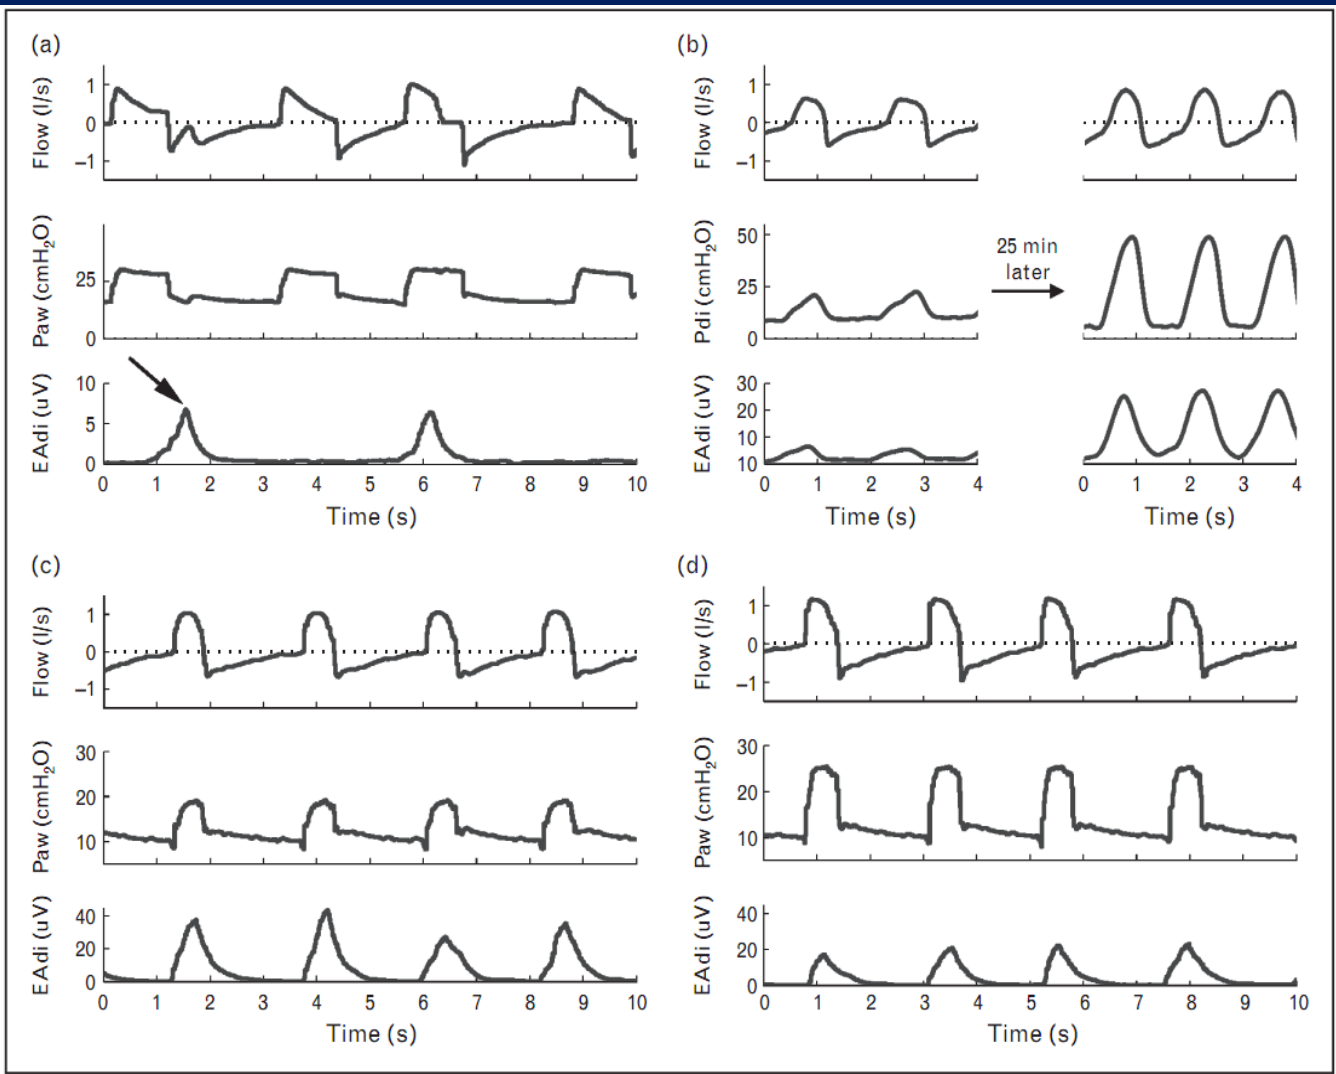 (a)
Flow (l/s)
1
0
−1
Paw (cmH₂O)
25
0
EAdi (uV)
10
5
0
0 1 2 3 4 5 6 7 8 9 10
Time (s)
(b)
Flow (l/s)
1
0
−1
Pdi (cmH₂O)
50
25
0
25 min
later
EAdi (uV)
30
20
10
10
0 1 2 3 4
Time (s)
0 1 2 3 4
Time (s)
(c)
Flow (l/s)
1
0
−1
Paw (cmH₂O)
30
20
10
EAdi (uV)
40
20
0
0 1 2 3 4 5 6 7 8 9 10
Time (s)
(d)
Flow (l/s)
1
0
−1
Paw (cmH₂O)
30
20
10
EAdi (uV)
40
20
0
0 1 2 3 4 5 6 7 8 9 10
Time (s)